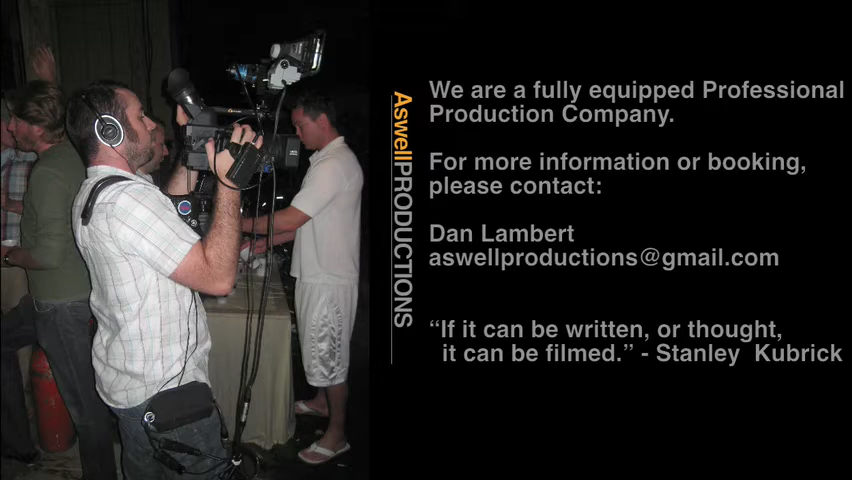 AswellPRODUCTIONS
We are a fully equipped Professional
Production Company.
For more information or booking,
please contact:
Dan Lambert
aswellproductions@gmail.com
“If it can be written, or thought,
it can be filmed.” - Stanley Kubrick